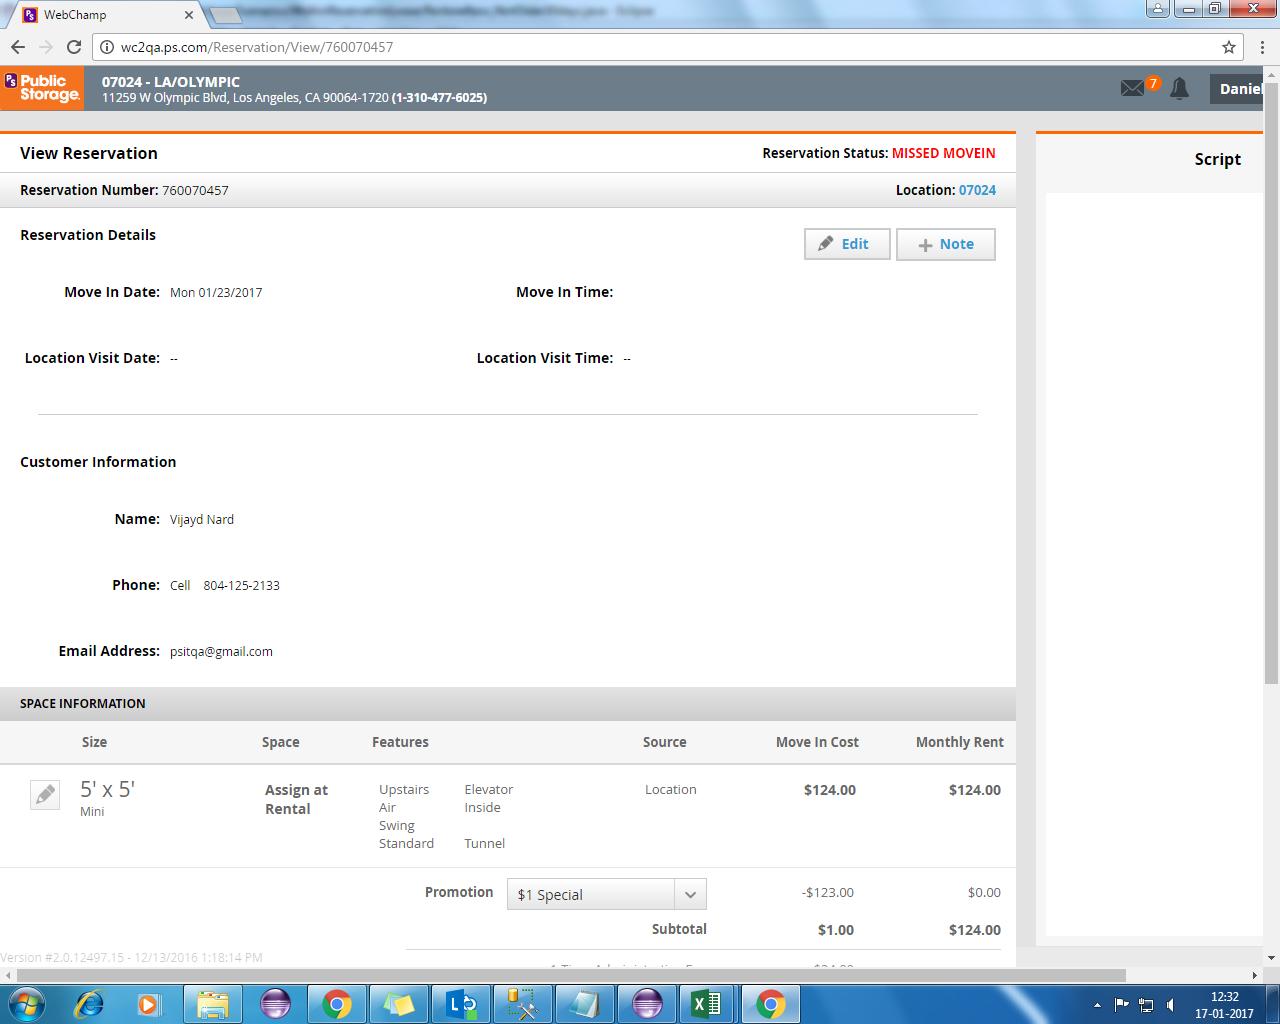 WebChamp
wc2qa.ps.com/Reservation/View/760070457
PS Public Storage.
07024 - LA/OLYMPIC
11259 W Olympic Blvd, Los Angeles, CA 90064-1720 (1-310-477-6025)
7
Daniel
View Reservation
Reservation Status: MISSED MOVEIN
Script
Reservation Number: 760070457
Location: 07024
Reservation Details
Edit
Note
Move In Date: Mon 01/23/2017
Move In Time:
Location Visit Date: --
Location Visit Time: --
Customer Information
Name: Vijayd Nard
Phone: Cell 804-125-2133
Email Address: psitqa@gmail.com
SPACE INFORMATION
Size Space Features Source Move In Cost Monthly Rent
5' x 5' Assign at Upstairs Elevator Location $124.00 $124.00
Mini Rental Air Inside
Swing
Standard Tunnel
Promotion $1 Special -$123.00 $0.00
Subtotal $1.00 $124.00
Version #2.0.12497.15 - 12/13/2016 1:18:14 PM
12:32
17-01-2017